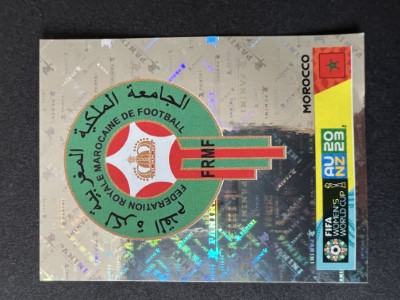 الجامعة الملكية المغربية
لكرة القدم
FEDERATION ROYALE MAROCAINE DE FOOTBALL
FRMF
MOROCCO
AU 20
NZ 23
FIFA
WOMEN'S
WORLD CUP
PANINI